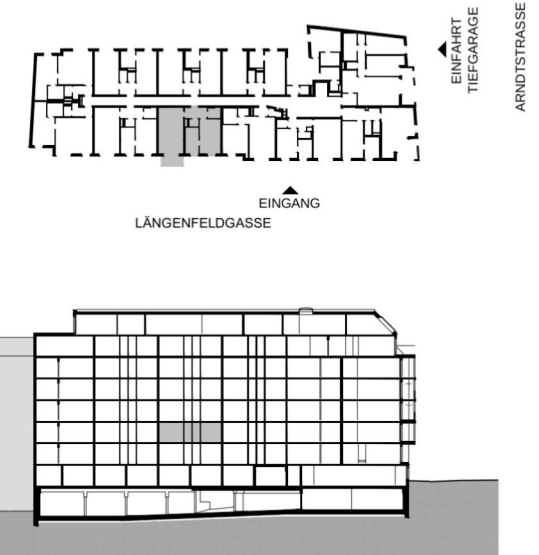 EINFAHRT
TIEFGARAGE
ARNDTSTRASSE
EINGANG
LÄNGENFELDGASSE